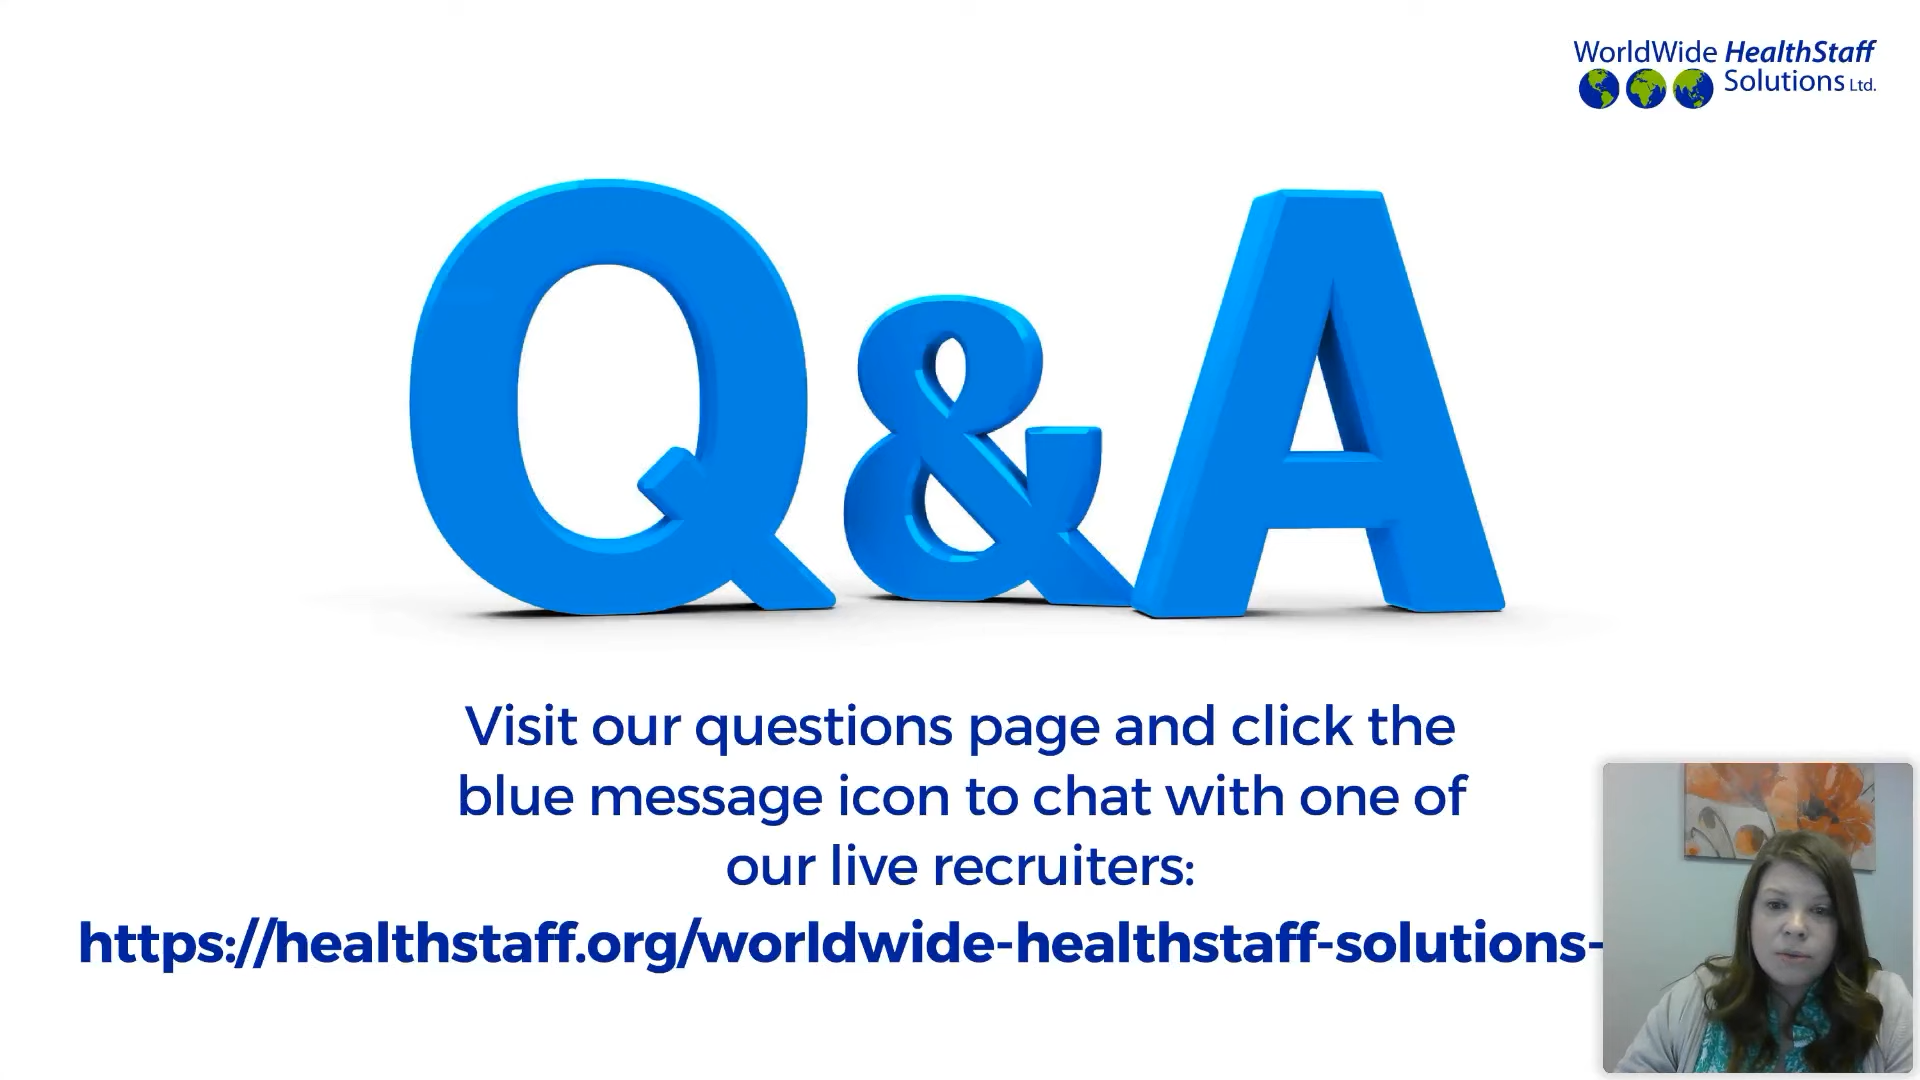 WorldWide HealthStaff
Solutions Ltd.
Q&A
Visit our questions page and click the
blue message icon to chat with one of
our live recruiters:
https://healthstaff.org/worldwide-healthstaff-solutions-